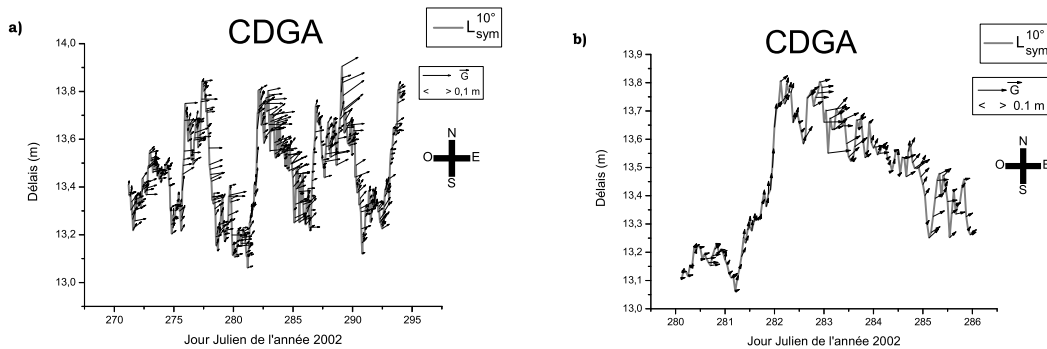 a)
CDGA
L 10° sym
G
< > 0,1 m
N
O E
S
14,0
13,8
13,6
13,4
13,2
13,0
Délais (m)
270 275 280 285 290 295
Jour Julien de l'année 2002
b)
CDGA
L 10° sym
G
< > 0.1 m
N
O E
S
13,9
13,8
13,7
13,6
13,5
13,4
13,3
13,2
13,1
13,0
Délais (m)
280 281 282 283 284 285 286
Jour Julien de l'année 2002